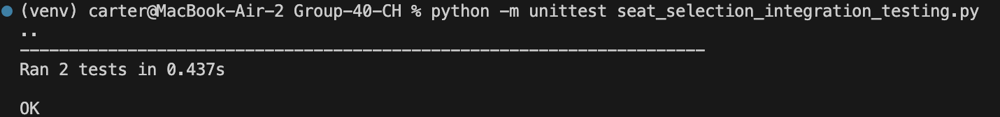 (venv) carter@MacBook-Air-2 Group-40-CH % python -m unittest seat_selection_integration_testing.py
..
----------------------------------------------------------------------
Ran 2 tests in 0.437s
OK